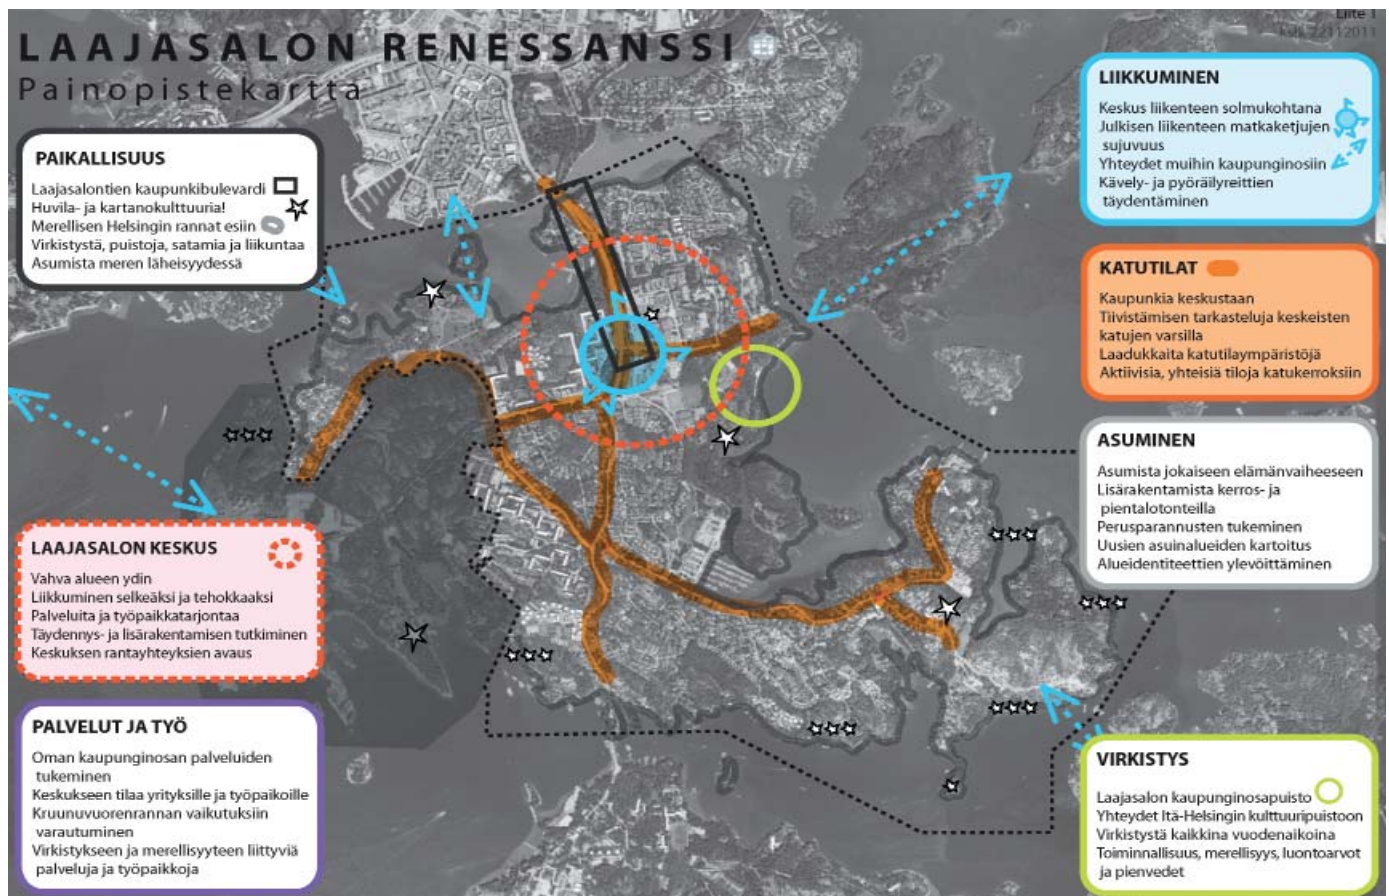 LAAJASALON RENESSANSSI
Painopistekartta
Liite 1
kslk 22112011
PAIKALLISUUS
Laajasalontien kaupunkibulevardi
Huvila- ja kartanokulttuuria!
Merellisen Helsingin rannat esiin
Virkistystä, puistoja, satamia ja liikuntaa
Asumista meren läheisyydessä
LAAJASALON KESKUS
Vahva alueen ydin
Liikkuminen selkeäksi ja tehokkaaksi
Palveluita ja työpaikkatarjontaa
Täydennys- ja lisärakentamisen tutkiminen
Keskuksen rantayhteyksien avaus
PALVELUT JA TYÖ
Oman kaupunginosan palveluiden
tukeminen
Keskukseen tilaa yrityksille ja työpaikoille
Kruunuvuorenrannan vaikutuksiin
varautuminen
Virkistykseen ja merellisyyteen liittyviä
palveluja ja työpaikkoja
LIIKKUMINEN
Keskus liikenteen solmukohtana
Julkisen liikenteen matkaketjujen
sujuvuus
Yhteydet muihin kaupunginosiin
Kävely- ja pyöräilyreittien
täydentäminen
KATUTILAT
Kaupunkia keskustaan
Tiivistämisen tarkasteluja keskeisten
katujen varsilla
Laadukkaita katutilaympäristöjä
Aktiivisia, yhteisiä tiloja katukerroksiin
ASUMINEN
Asumista jokaiseen elämänvaiheeseen
Lisärakentamista kerros- ja
pientalotonteilla
Perusparannusten tukeminen
Uusien asuinalueiden kartoitus
Alueidentiteettien ylevöittäminen
VIRKISTYS
Laajasalon kaupunginosapuisto
Yhteydet Itä-Helsingin kulttuuripuistoon
Virkistystä kaikkina vuodenaikoina
Toiminnallisuus, merellisyys, luontoarvot
ja pienvedet